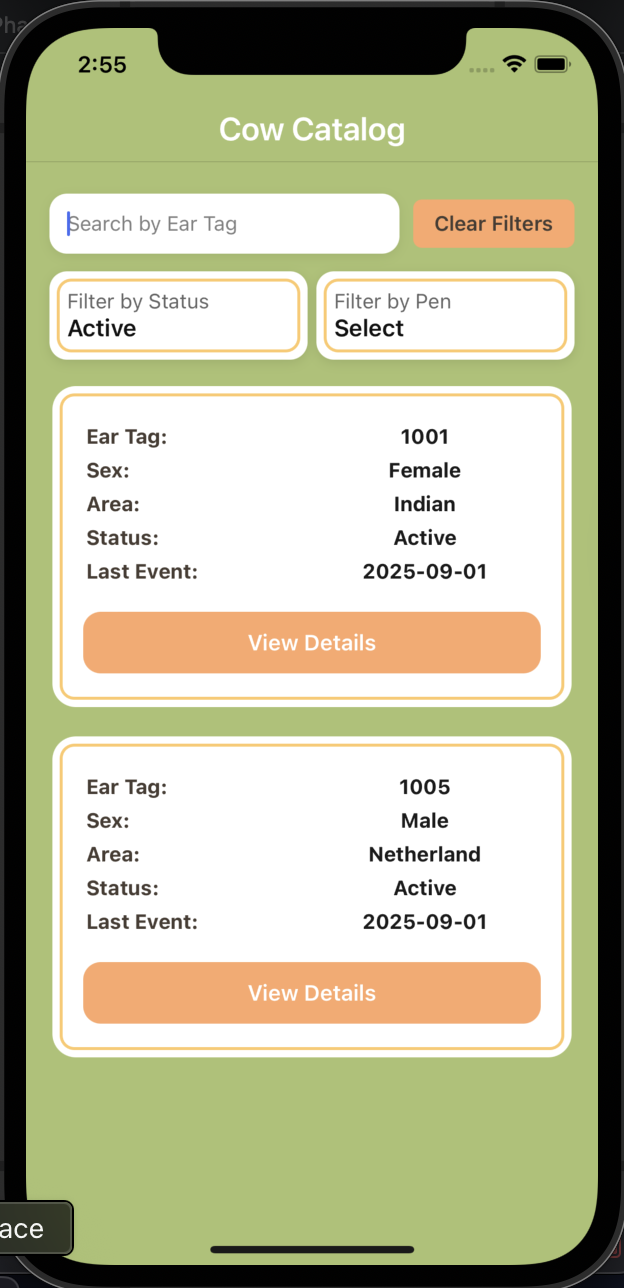 2:55
Cow Catalog
Search by Ear Tag
Clear Filters
Filter by Status
Active
Filter by Pen
Select
Ear Tag: 1001
Sex: Female
Area: Indian
Status: Active
Last Event: 2025-09-01
View Details
Ear Tag: 1005
Sex: Male
Area: Netherland
Status: Active
Last Event: 2025-09-01
View Details
ace